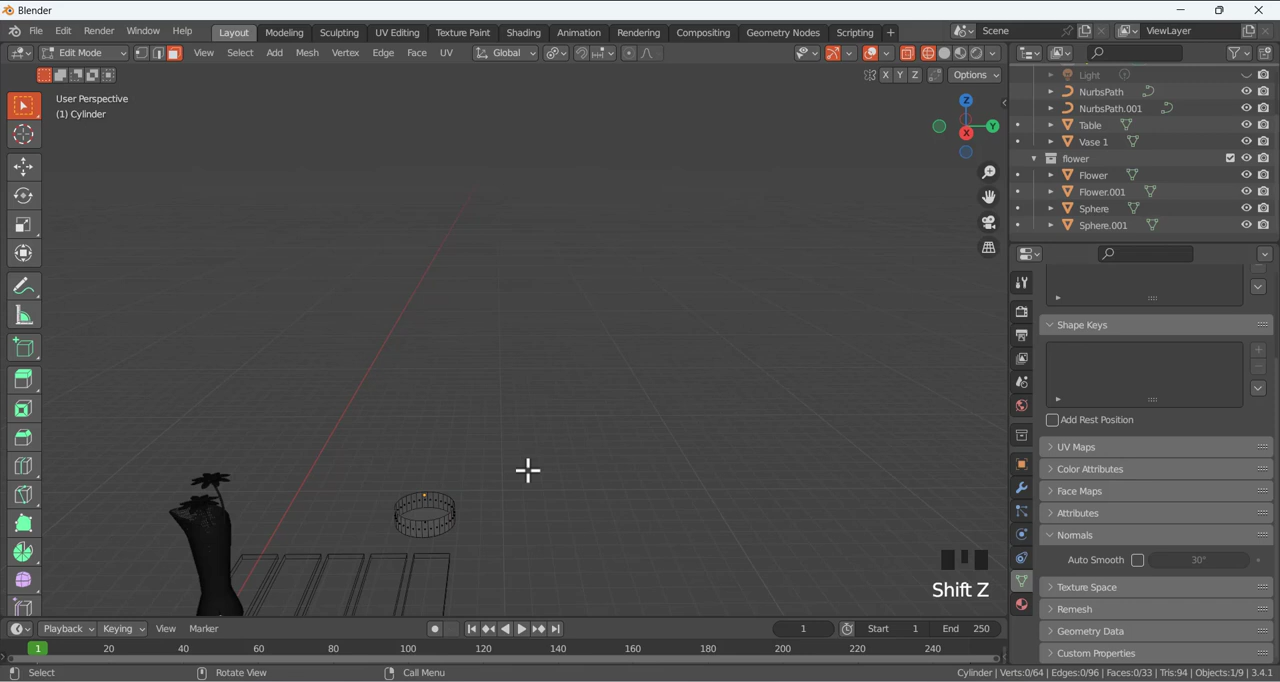 Blender
File Edit Render Window Help Layout Modeling Sculpting UV Editing Texture Paint Shading Animation Rendering Compositing Geometry Nodes Scripting + Scene ViewLayer
Edit Mode View Select Add Mesh Vertex Edge Face UV Global
X Y Z Options
User Perspective
(1) Cylinder
Z
Y
X
Light
NurbsPath
NurbsPath.001
Table
Vase 1
flower
Flower
Flower.001
Sphere
Sphere.001
Shape Keys
Add Rest Position
UV Maps
Color Attributes
Face Maps
Attributes
Normals
Auto Smooth 30°
Texture Space
Remesh
Geometry Data
Custom Properties
Shift Z
Playback Keying View Marker 1 Start 1 End 250
1 20 40 60 80 100 120 140 160 180 200 220 240
Select Rotate View Call Menu Cylinder | Verts:0/64 | Edges:0/96 | Faces:0/33 | Tris:94 | Objects:1/9 | 3.4.1